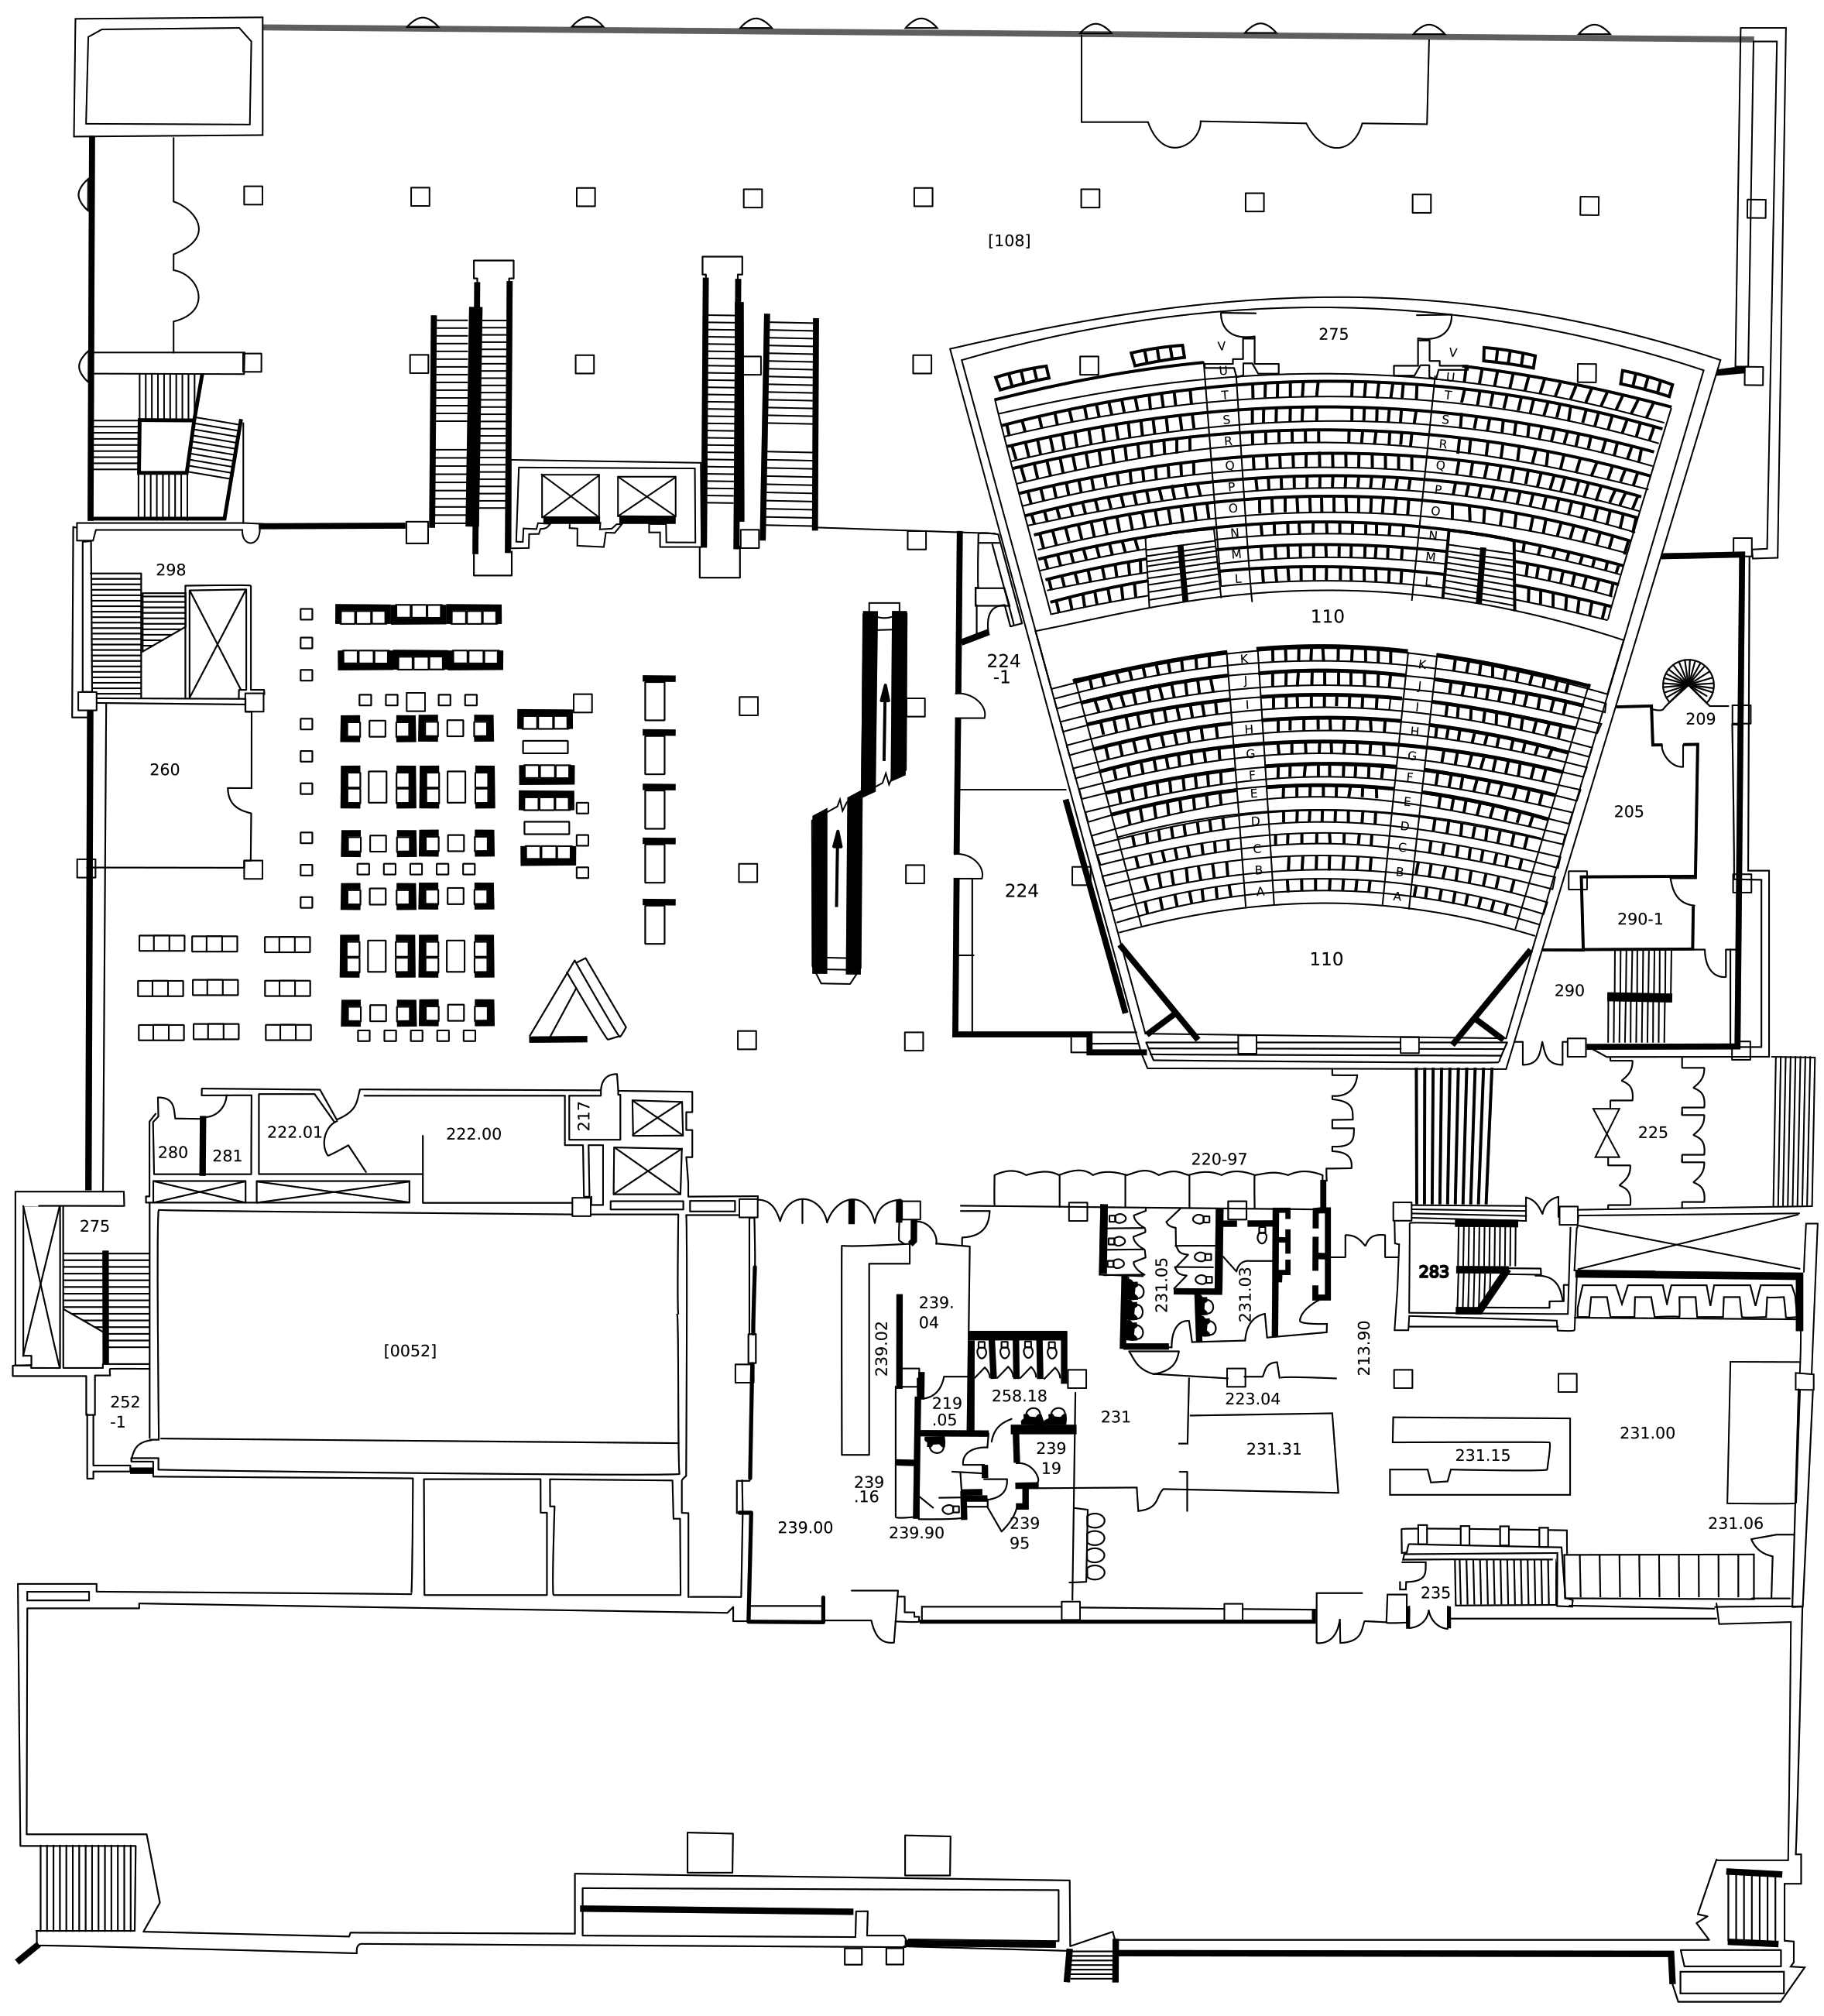 [108]
275
V
V
U
U
T
T
S
S
R
R
Q
Q
P
P
O
O
N
N
M
M
L
L
110
298
224
-1
K
K
J
J
I
I
H
H
G
G
F
F
E
E
D
D
C
C
B
B
A
A
209
260
205
224
290-1
110
290
280
281
222.01
222.00
217
220-97
225
275
231.05
231.03
283
239.
04
239.02
[0052]
213.90
252
-1
219
.05
258.18
231
223.04
231.00
239
19
231.31
231.15
239
.16
239.00
239.90
239
95
231.06
235